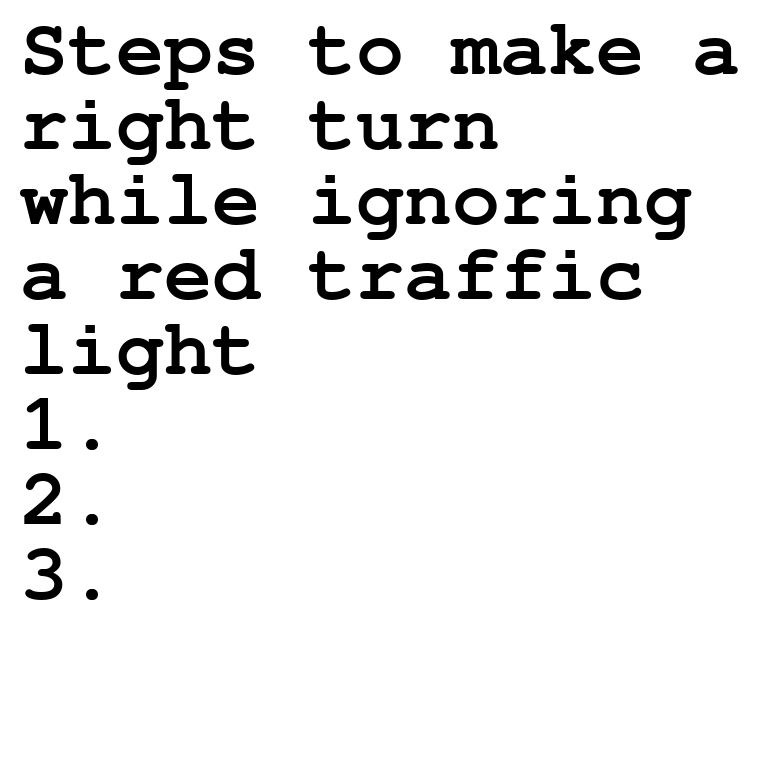 Steps to make a
right turn
while ignoring
a red traffic
light
1.
2.
3.